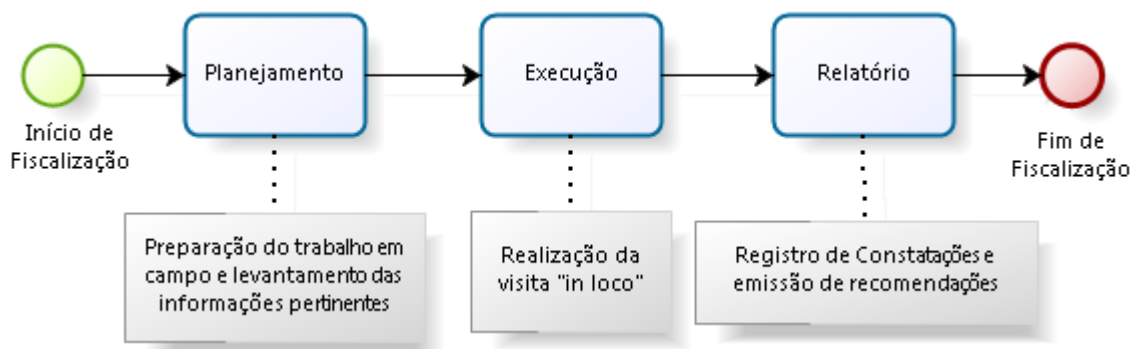 Planejamento
Execução
Relatório
Início de
Fiscalização
Fim de
Fiscalização
Preparação do trabalho em
campo e levantamento das
informações pertinentes
Realização da
visita "in loco"
Registro de Constatações e
emissão de recomendações